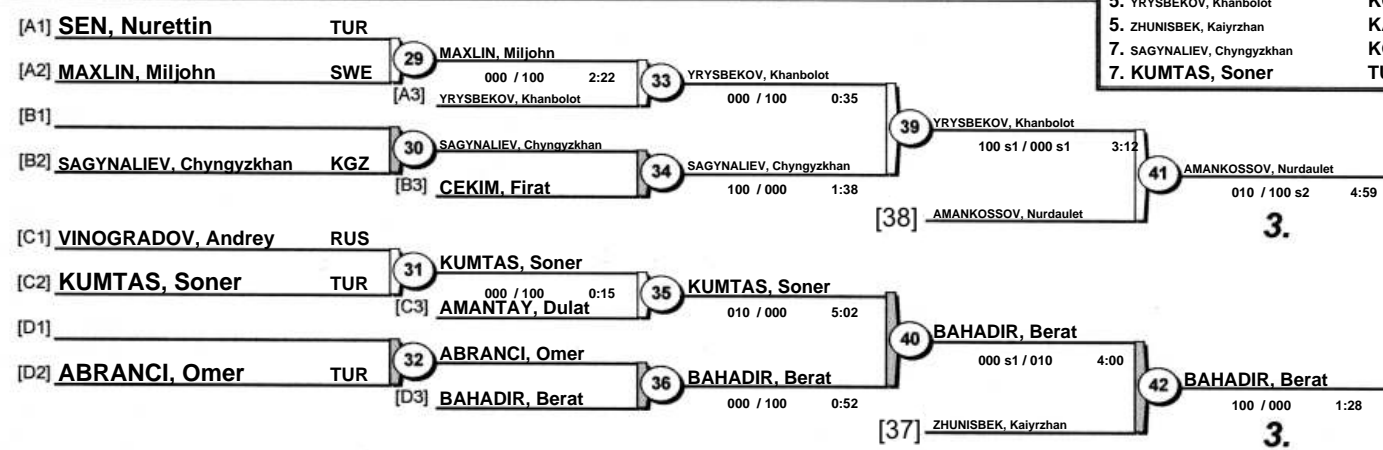 5. YRYSBEKOV, Khanbolot
5. ZHUNISBEK, Kaiyrzhan
7. SAGYNALIEV, Chyngyzkhan
7. KUMTAS, Soner
[A1] SEN, Nurettin TUR
[A2] MAXLIN, Miljohn SWE
29
MAXLIN, Miljohn
000 / 100 2:22
[A3] YRYSBEKOV, Khanbolot
33
YRYSBEKOV, Khanbolot
000 / 100 0:35
[B1]
[B2] SAGYNALIEV, Chyngyzkhan KGZ
30
SAGYNALIEV, Chyngyzkhan
[B3] CEKIM, Firat
34
SAGYNALIEV, Chyngyzkhan
100 / 000 1:38
39
YRYSBEKOV, Khanbolot
100 s1 / 000 s1 3:12
[38] AMANKOSSOV, Nurdaulet
41
AMANKOSSOV, Nurdaulet
010 / 100 s2 4:59
3.
[C1] VINOGRADOV, Andrey RUS
[C2] KUMTAS, Soner TUR
31
KUMTAS, Soner
000 / 100 0:15
[C3] AMANTAY, Dulat
35
KUMTAS, Soner
010 / 000 5:02
[D1]
[D2] ABRANCI, Omer TUR
32
ABRANCI, Omer
[D3] BAHADIR, Berat
36
BAHADIR, Berat
000 / 100 0:52
40
BAHADIR, Berat
000 s1 / 010 4:00
[37] ZHUNISBEK, Kaiyrzhan
42
BAHADIR, Berat
100 / 000 1:28
3.